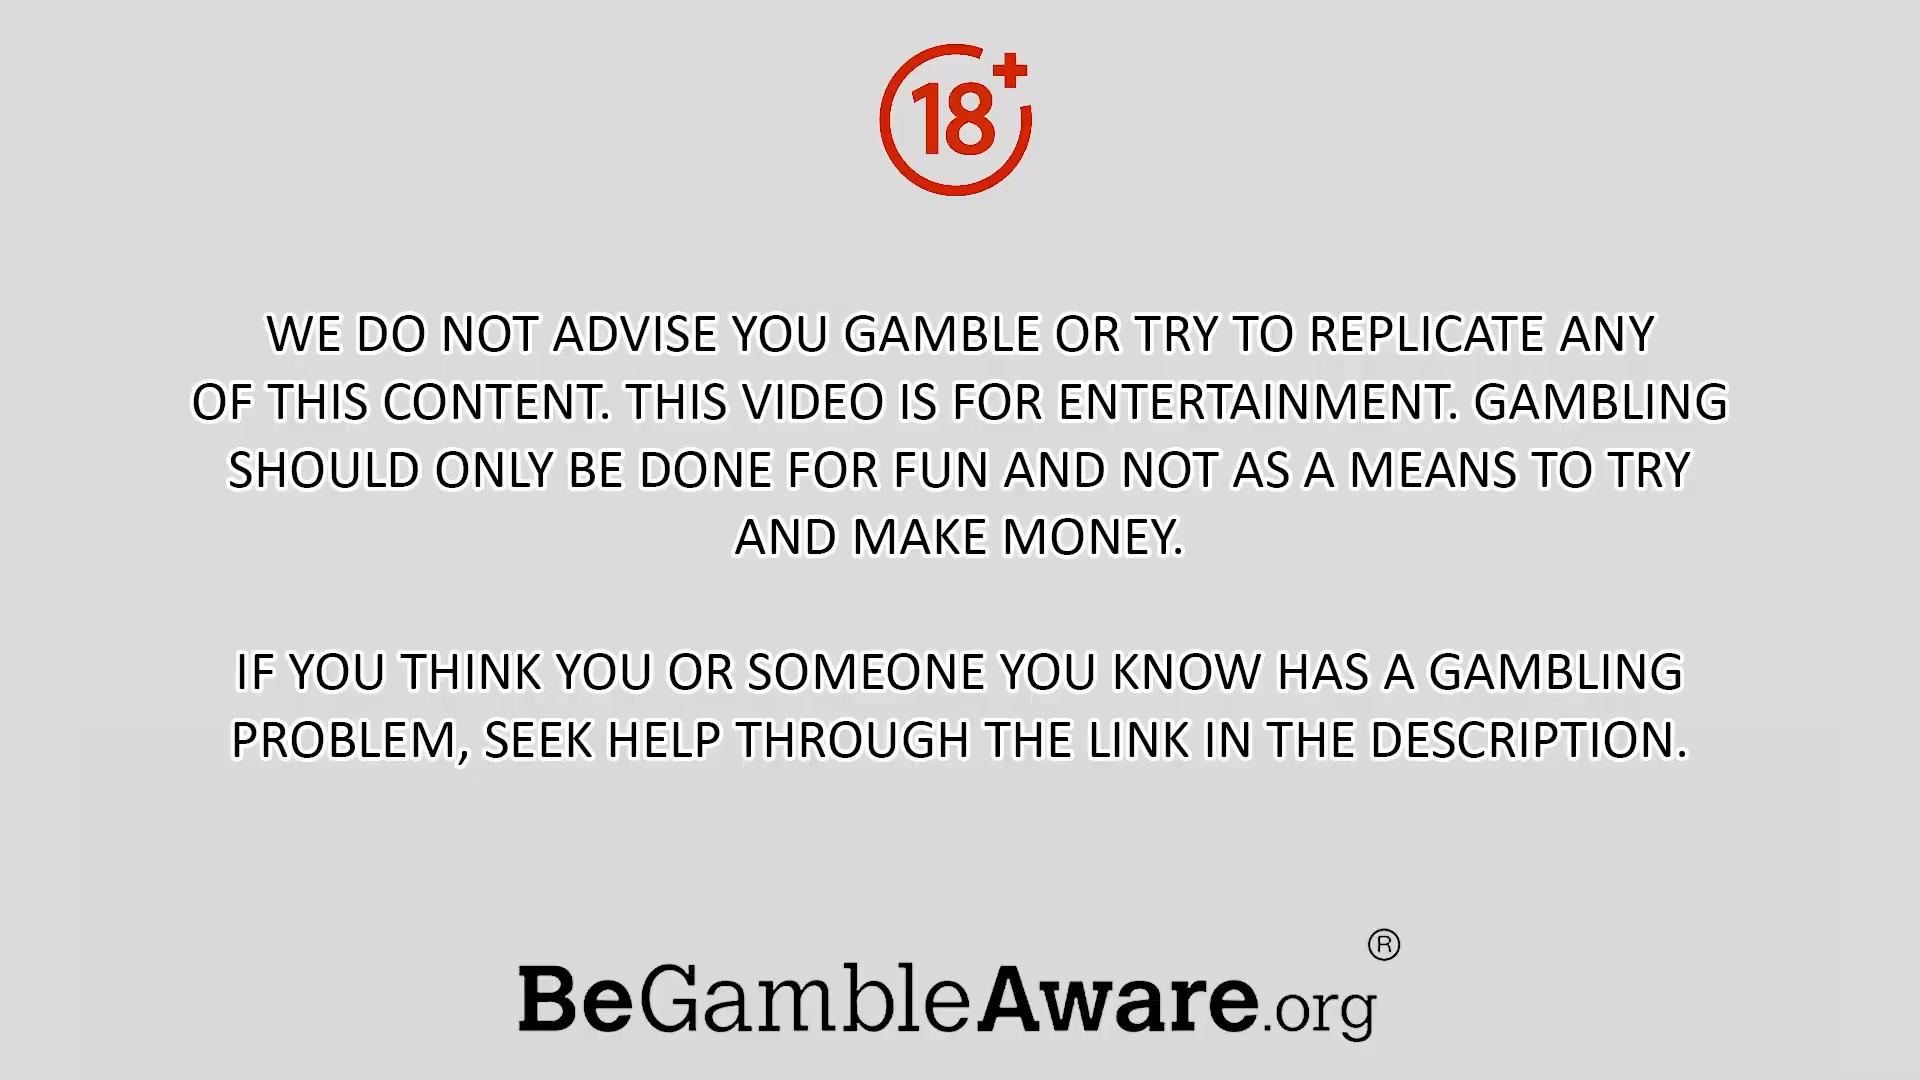 18+
WE DO NOT ADVISE YOU GAMBLE OR TRY TO REPLICATE ANY
OF THIS CONTENT. THIS VIDEO IS FOR ENTERTAINMENT. GAMBLING
SHOULD ONLY BE DONE FOR FUN AND NOT AS A MEANS TO TRY
AND MAKE MONEY.
IF YOU THINK YOU OR SOMEONE YOU KNOW HAS A GAMBLING
PROBLEM, SEEK HELP THROUGH THE LINK IN THE DESCRIPTION.
BeGambleAware.org®